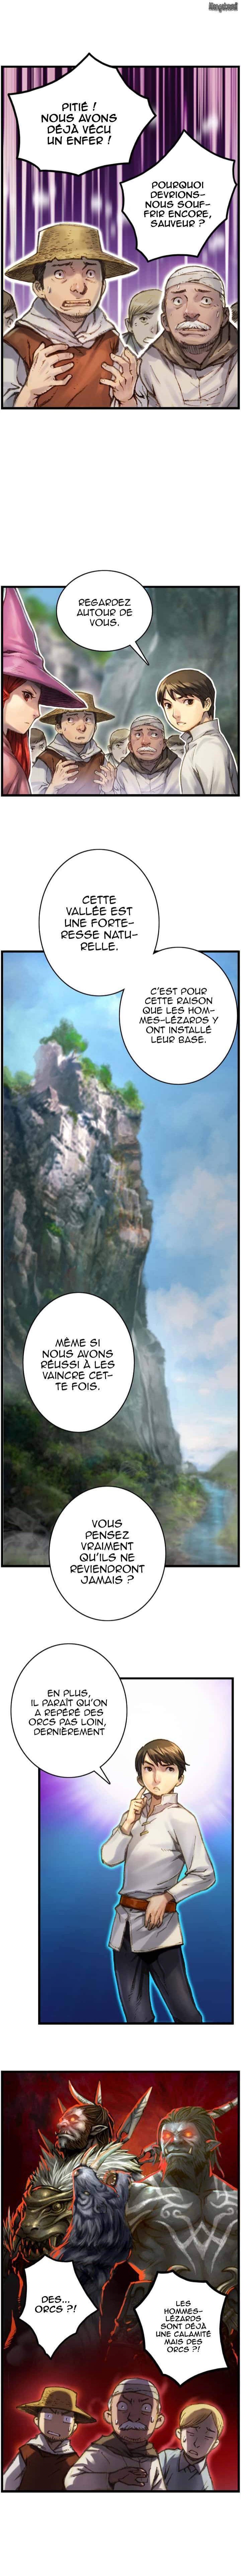 PITIÉ !
NOUS AVONS
DÉJÀ VÉCU
UN ENFER !
POURQUOI
DEVRIONS-
NOUS SOUF-
FRIR ENCORE,
SAUVEUR ?
REGARDEZ
AUTOUR DE
VOUS.
CETTE
VALLÉE EST
UNE FORTE-
RESSE NATU-
RELLE.
C'EST POUR
CETTE RAISON
QUE LES HOM-
MES-LÉZARDS Y
ONT INSTALLÉ
LEUR BASE.
MÊME SI
NOUS AVONS
RÉUSSI À LES
VAINCRE CET-
TE FOIS.
VOUS
PENSEZ
VRAIMENT
QU'ILS NE
REVIENDRONT
JAMAIS ?
EN PLUS,
IL PARAÎT QU'ON
A REPÉRÉ DES
ORCS PAS LOIN,
DERNIÈREMENT
DES...
ORCS ?!
LES
HOMMES-
LÉZARDS
SONT DÉJÀ
UNE CALAMITÉ
MAIS DES
ORCS ?!